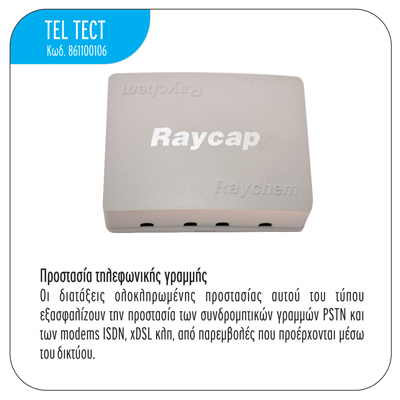 TEL TECT
Κωδ. 861100106
Raychem
Raycap
Raychem
Προστασία τηλεφωνικής γραμμής
Οι διατάξεις ολοκληρωμένης προστασίας αυτού του τύπου
εξασφαλίζουν την προστασία των συνδρομητικών γραμμών PSTN και
των modems ISDN, xDSL κλπ, από παρεμβολές που προέρχονται μέσω
του δικτύου.